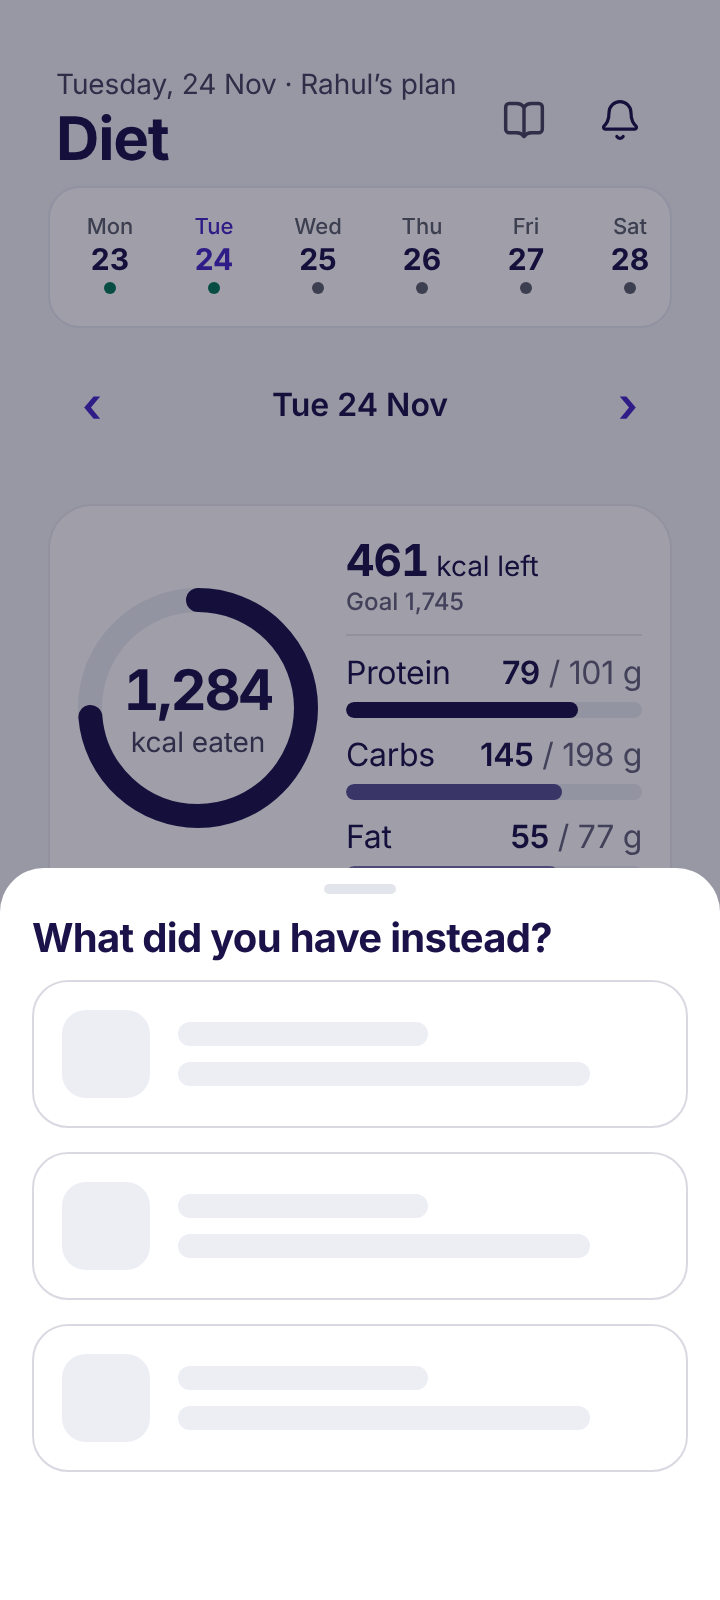 Tuesday, 24 Nov · Rahul’s plan
Diet
Mon Tue Wed Thu Fri Sat
23 24 25 26 27 28
‹ Tue 24 Nov ›
461 kcal left
Goal 1,745
1,284
kcal eaten
Protein 79 / 101 g
Carbs 145 / 198 g
Fat 55 / 77 g
What did you have instead?